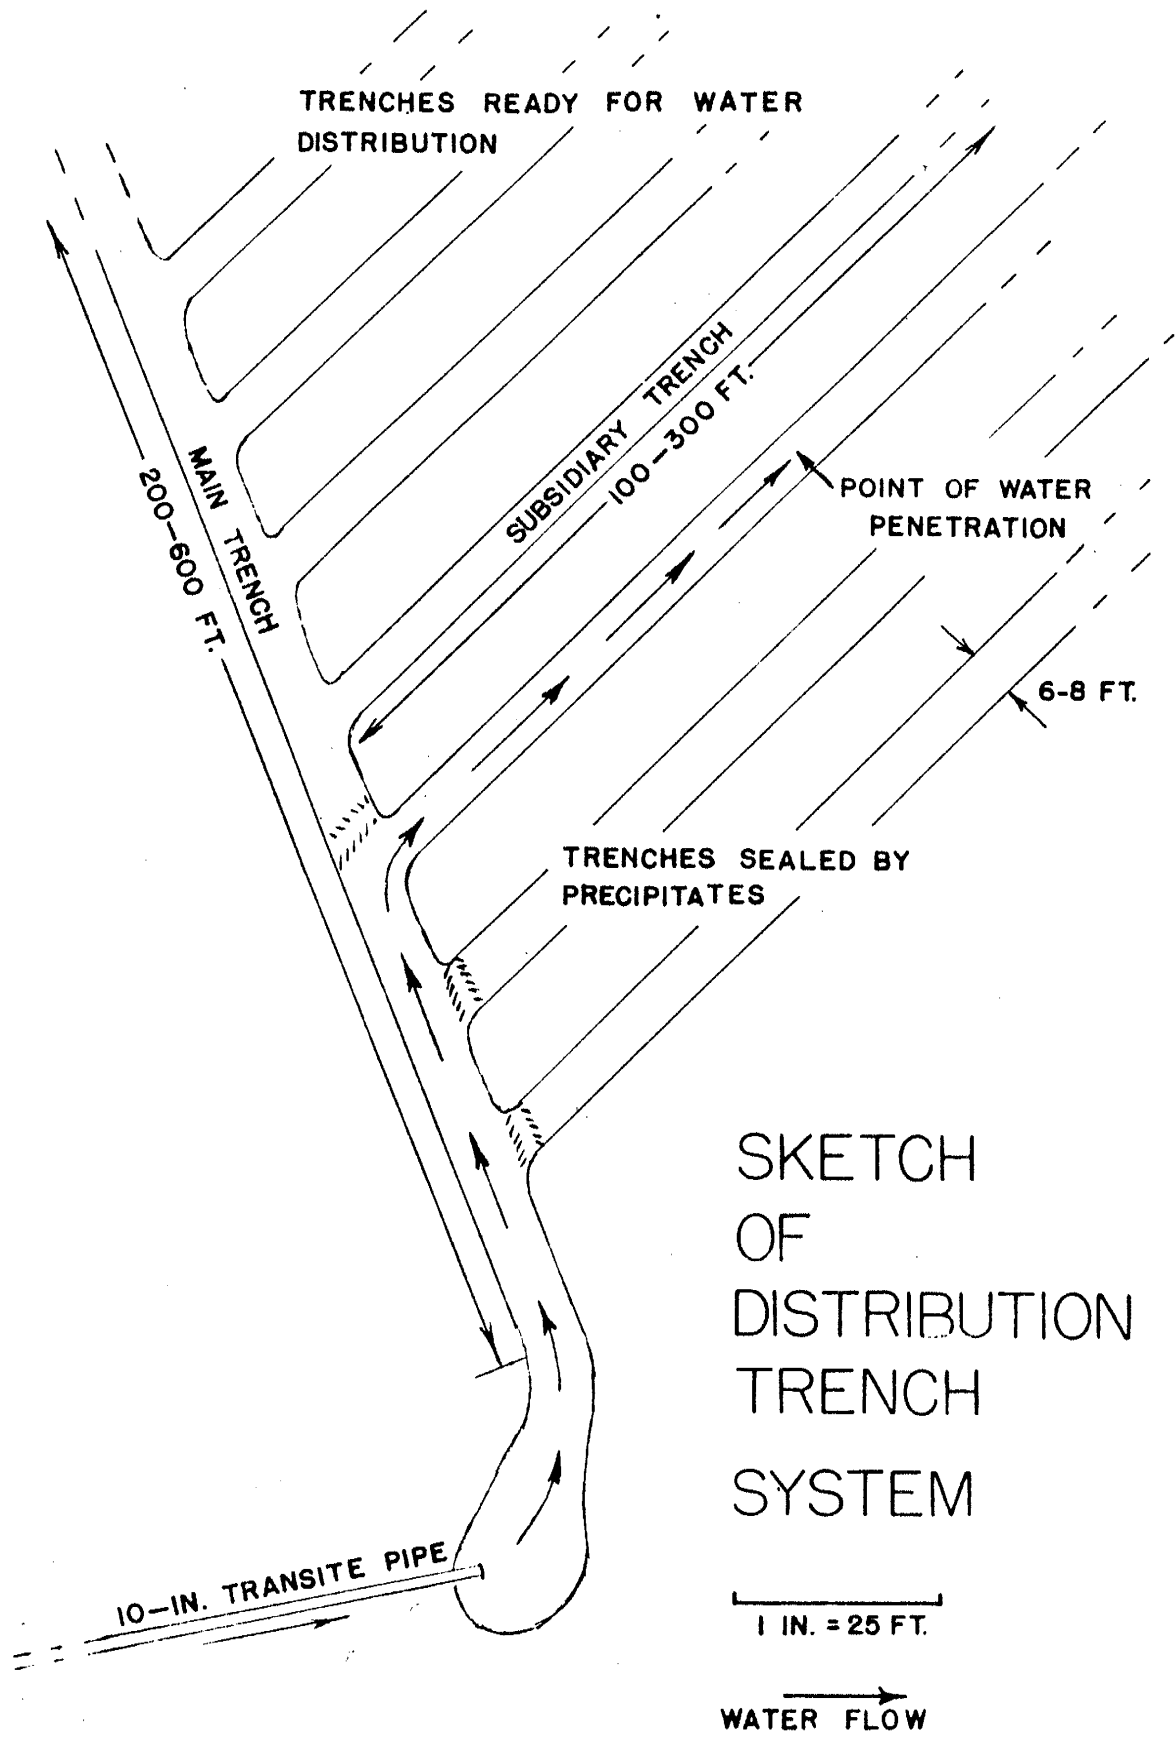 TRENCHES READY FOR WATER
DISTRIBUTION
MAIN TRENCH
200-600 FT.
SUBSIDIARY TRENCH
100-300 FT.
POINT OF WATER
PENETRATION
6-8 FT.
TRENCHES SEALED BY
PRECIPITATES
SKETCH
OF
DISTRIBUTION
TRENCH
SYSTEM
10-IN. TRANSITE PIPE
1 IN. = 25 FT.
WATER FLOW